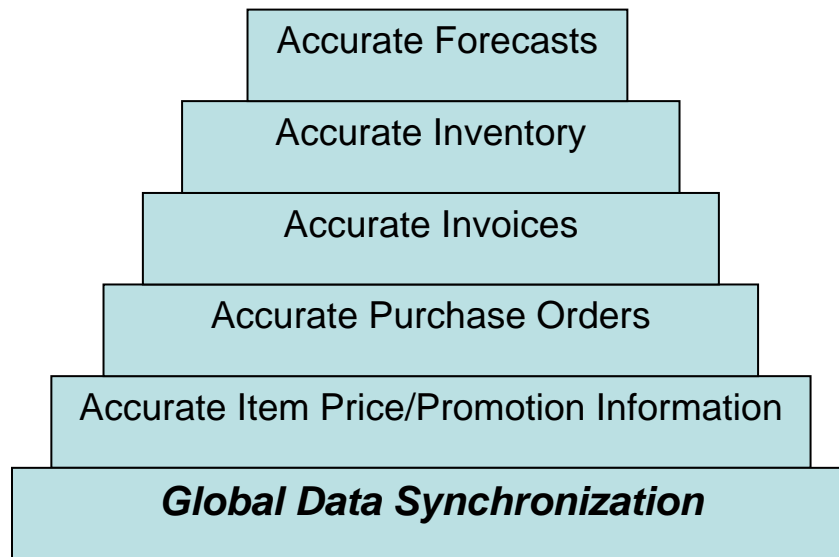 Accurate Forecasts
Accurate Inventory
Accurate Invoices
Accurate Purchase Orders
Accurate Item Price/Promotion Information
Global Data Synchronization